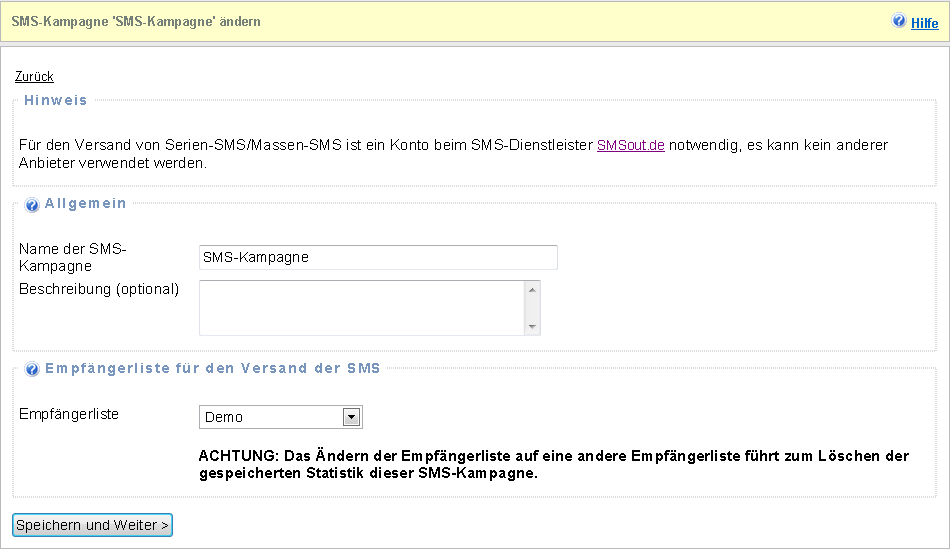 SMS-Kampagne 'SMS-Kampagne' ändern
Hilfe
Zurück
Hinweis
Für den Versand von Serien-SMS/Massen-SMS ist ein Konto beim SMS-Dienstleister SMSout.de notwendig, es kann kein anderer
Anbieter verwendet werden.
Allgemein
Name der SMS-
Kampagne
SMS-Kampagne
Beschreibung (optional)
Empfängerliste für den Versand der SMS
Empfängerliste
Demo
ACHTUNG: Das Ändern der Empfängerliste auf eine andere Empfängerliste führt zum Löschen der
gespeicherten Statistik dieser SMS-Kampagne.
Speichern und Weiter >